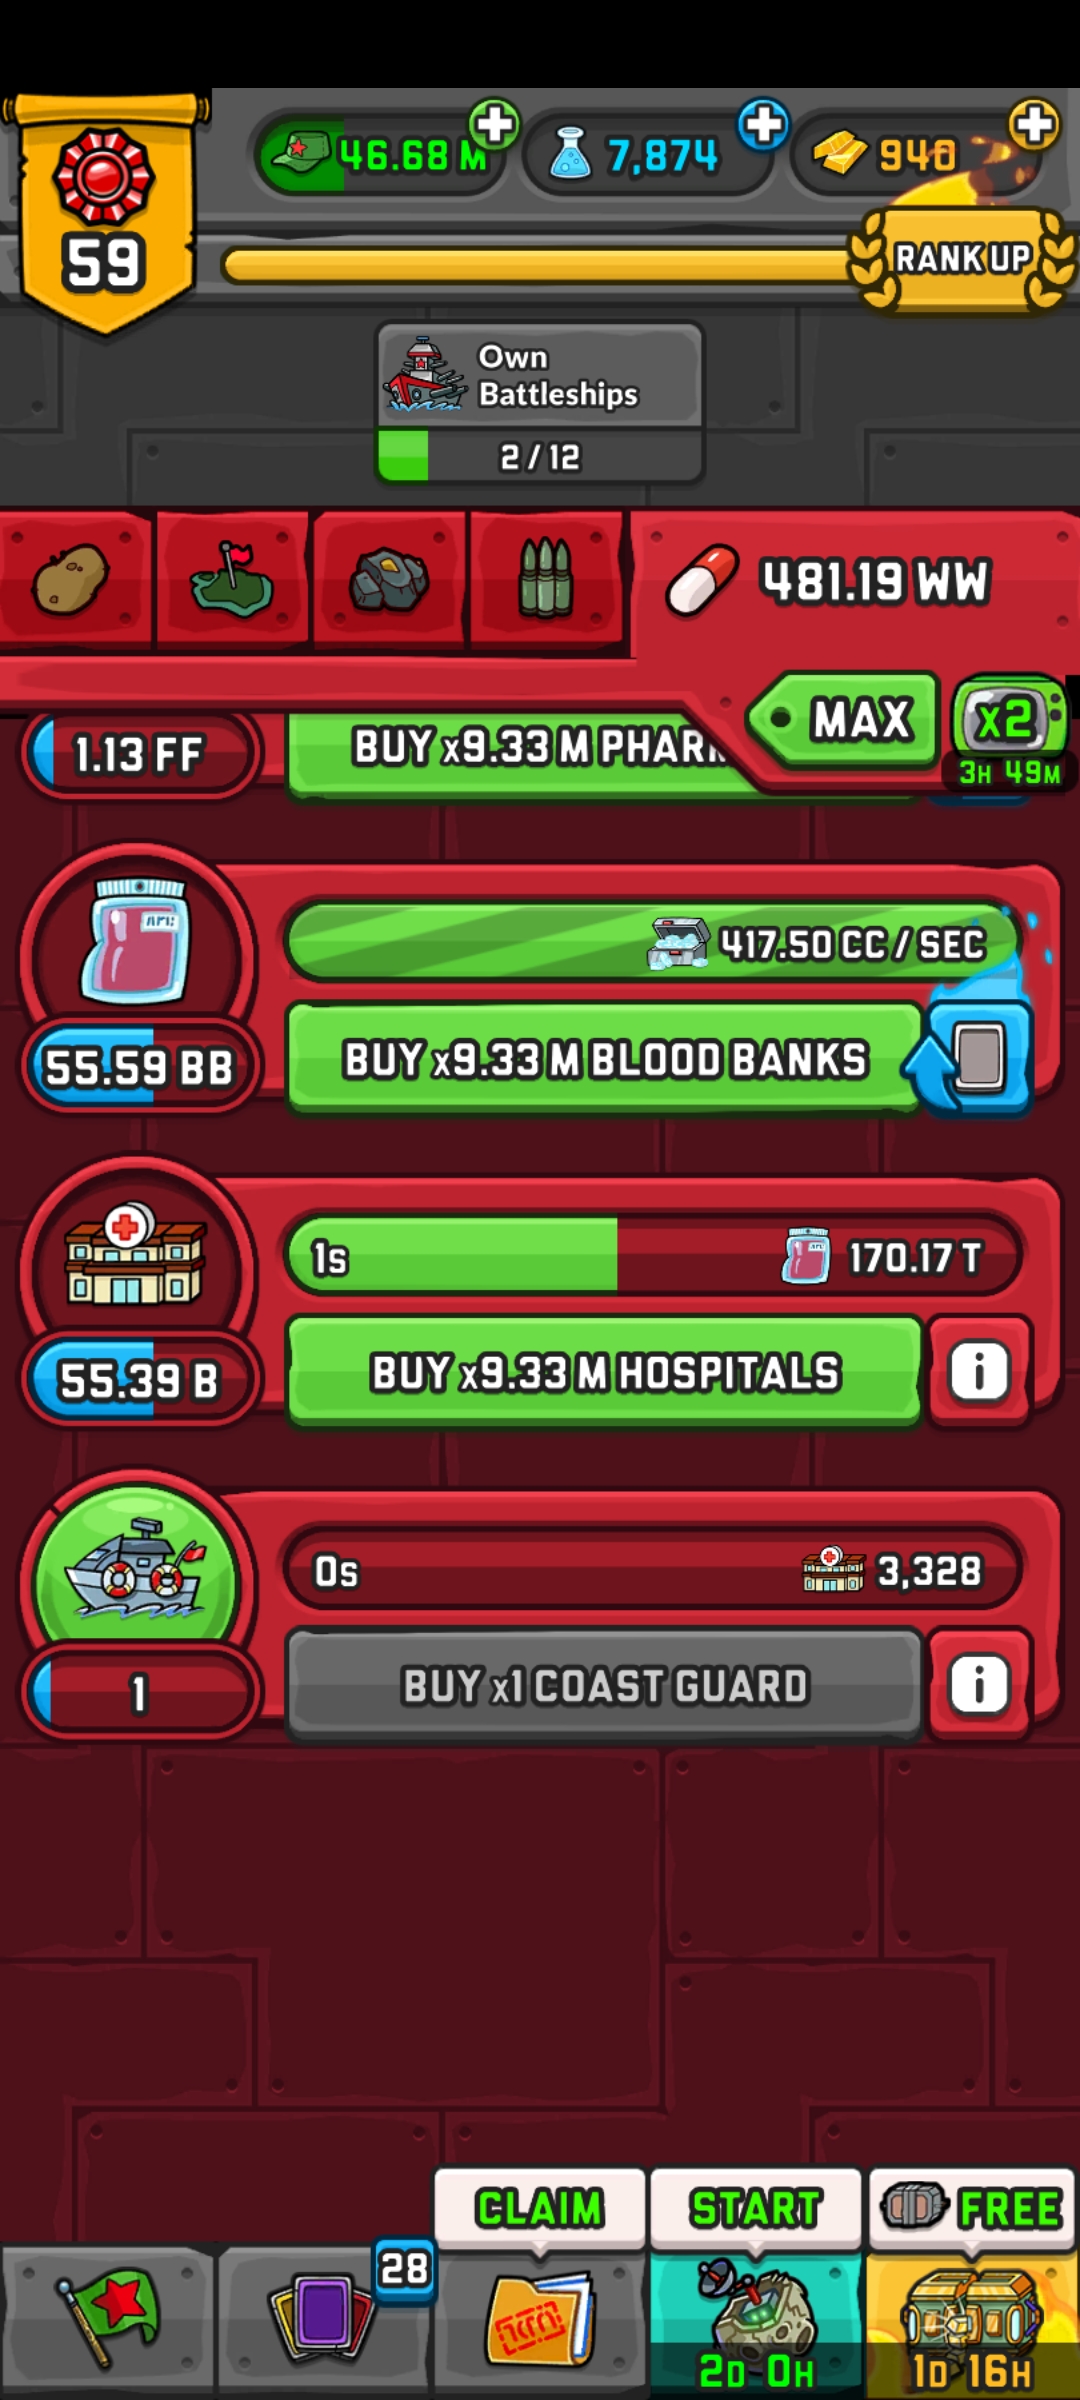 46.68 M
7,874
940
59
RANK UP
Own
Battleships
2 / 12
481.19 WW
MAX
x2
3H 49M
1.13 FF
BUY x9.33 M PHAR
417.50 CC / SEC
55.59 BB
BUY x9.33 M BLOOD BANKS
1s
170.17 T
55.39 B
BUY x9.33 M HOSPITALS
i
0s
3,328
1
BUY x1 COAST GUARD
i
CLAIM
START
FREE
28
2D 0H
1D 16H